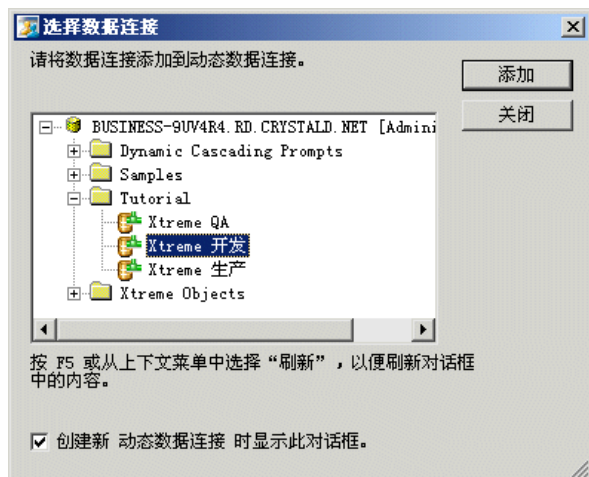 选择数据连接
请将数据连接添加到动态数据连接。
添加
关闭
BUSINESS-9UV4R4.RD.CRYSTALD.NET [Admini
Dynamic Cascading Prompts
Samples
Tutorial
Xtreme QA
Xtreme 开发
Xtreme 生产
Xtreme Objects
按 F5 或从上下文菜单中选择“刷新”，以便刷新对话框
中的内容。
创建新 动态数据连接 时显示此对话框。